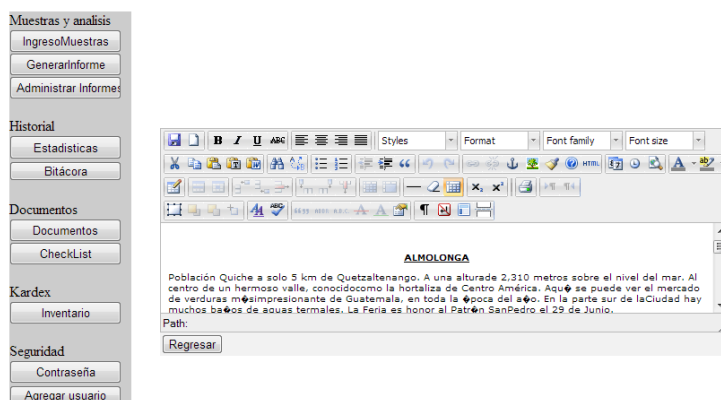 Muestras y analisis
IngresoMuestras
GenerarInforme
Administrar Informes
Historial
Estadisticas
Bitácora
Documentos
Documentos
CheckList
Kardex
Inventario
Seguridad
Contraseña
Agregar usuario
B I U ABC Styles Format Font family Font size
HTML A ab
ALMOLONGA
Población Quiche a solo 5 km de Quetzaltenango. A una alturade 2,310 metros sobre el nivel del mar. Al
centro de un hermoso valle, conocidocomo la hortaliza de Centro América. Aqu� se puede ver el mercado
de verduras m�simpresionante de Guatemala, en toda la �poca del a�o. En la parte sur de laCiudad hay
muchos ba�os de aguas termales. La Feria es honor al Patr�n SanPedro el 29 de Junio.
Path:
Regresar